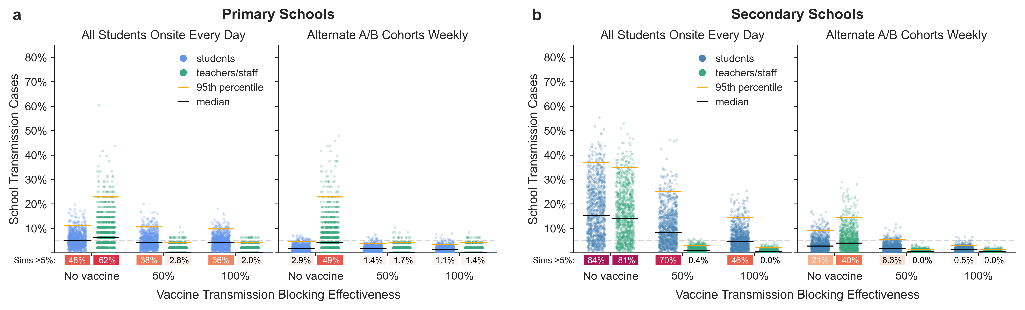 a
Primary Schools
All Students Onsite Every Day
Alternate A/B Cohorts Weekly
80%
70%
60%
50%
40%
30%
20%
10%
School Transmission Cases
students
teachers/staff
95th percentile
median
Sims >5%:
48%
62%
38%
2.8%
36%
2.0%
2.9%
49%
1.4%
1.7%
1.1%
1.4%
No vaccine
50%
100%
No vaccine
50%
100%
Vaccine Transmission Blocking Effectiveness
b
Secondary Schools
All Students Onsite Every Day
Alternate A/B Cohorts Weekly
80%
70%
60%
50%
40%
30%
20%
10%
School Transmission Cases
students
teachers/staff
95th percentile
median
Sims >5%:
84%
81%
70%
0.4%
46%
0.0%
21%
40%
8.3%
0.0%
0.5%
0.0%
No vaccine
50%
100%
No vaccine
50%
100%
Vaccine Transmission Blocking Effectiveness